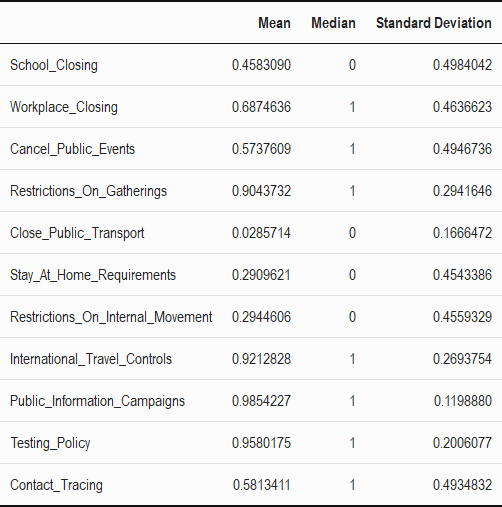 Mean Median Standard Deviation
School_Closing 0.4583090 0 0.4984042
Workplace_Closing 0.6874636 1 0.4636623
Cancel_Public_Events 0.5737609 1 0.4946736
Restrictions_On_Gatherings 0.9043732 1 0.2941646
Close_Public_Transport 0.0285714 0 0.1666472
Stay_At_Home_Requirements 0.2909621 0 0.4543386
Restrictions_On_Internal_Movement 0.2944606 0 0.4559329
International_Travel_Controls 0.9212828 1 0.2693754
Public_Information_Campaigns 0.9854227 1 0.1198880
Testing_Policy 0.9580175 1 0.2006077
Contact_Tracing 0.5813411 1 0.4934832